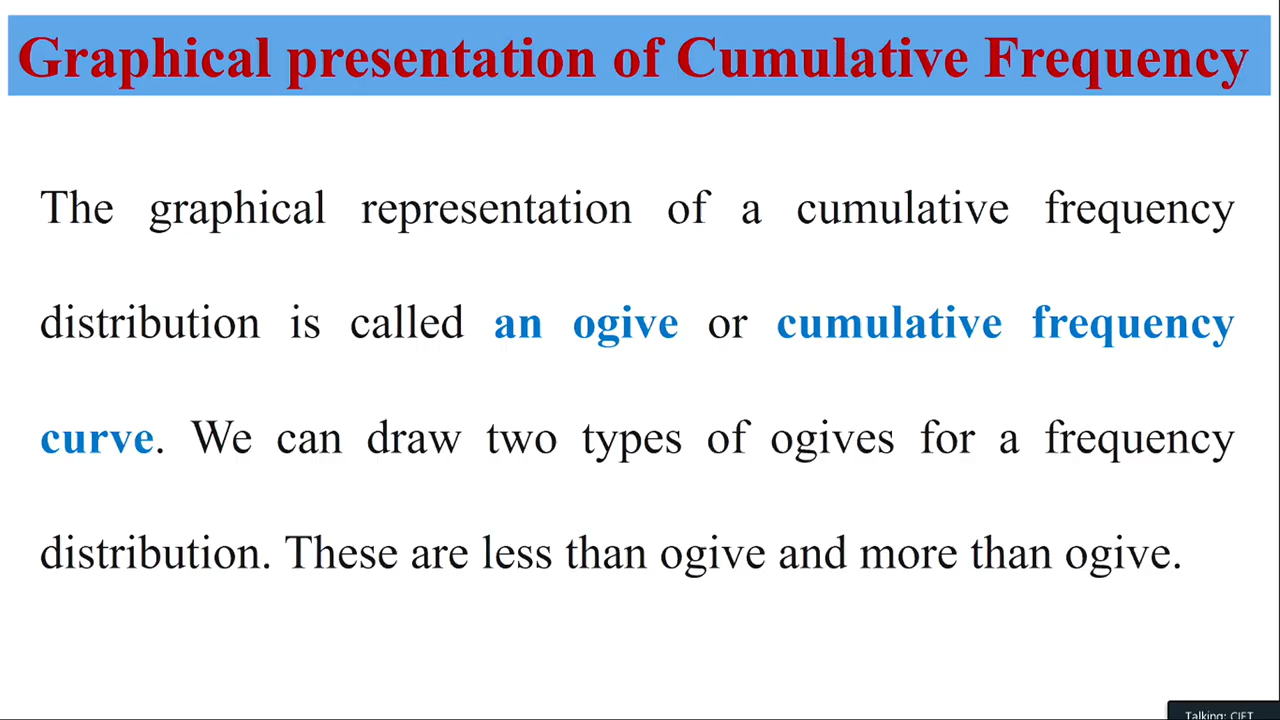 Graphical presentation of Cumulative Frequency
The graphical representation of a cumulative frequency
distribution is called an ogive or cumulative frequency
curve. We can draw two types of ogives for a frequency
distribution. These are less than ogive and more than ogive.
Talking: CIET